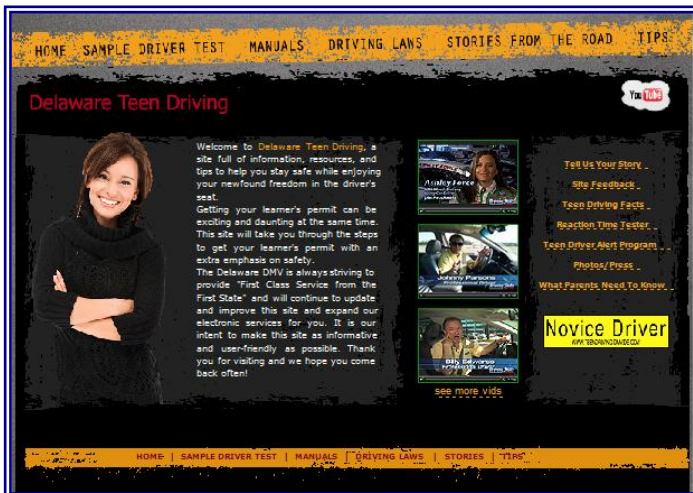 HOME SAMPLE DRIVER TEST MANUALS DRIVING LAWS STORIES FROM THE ROAD TIPS
Delaware Teen Driving
You Tube
Welcome to Delaware Teen Driving, a
site full of information, resources, and
tips to help you stay safe while enjoying
your newfound freedom in the driver's
seat.
Getting your learner's permit can be
exciting and daunting at the same time.
This site will take you through the steps
to get your learner's permit with an
extra emphasis on safety.
The Delaware DMV is always striving to
provide "First Class Service from the
First State" and will continue to update
and improve this site and expand our
electronic services for you. It is our
intent to make this site as informative
and user-friendly as possible. Thank
you for visiting and we hope you come
back often!
Ashley Force
Johnny Parsons
Professional Driver
Billy Edwards
see more vids
Tell Us Your Story
Site Feedback
Teen Driving Facts
Reaction Time Tester
Teen Driver Alert Program
Photos/Press
What Parents Need To Know
Novice Driver
HOME | SAMPLE DRIVER TEST | MANUALS | DRIVING LAWS | STORIES | TIPS